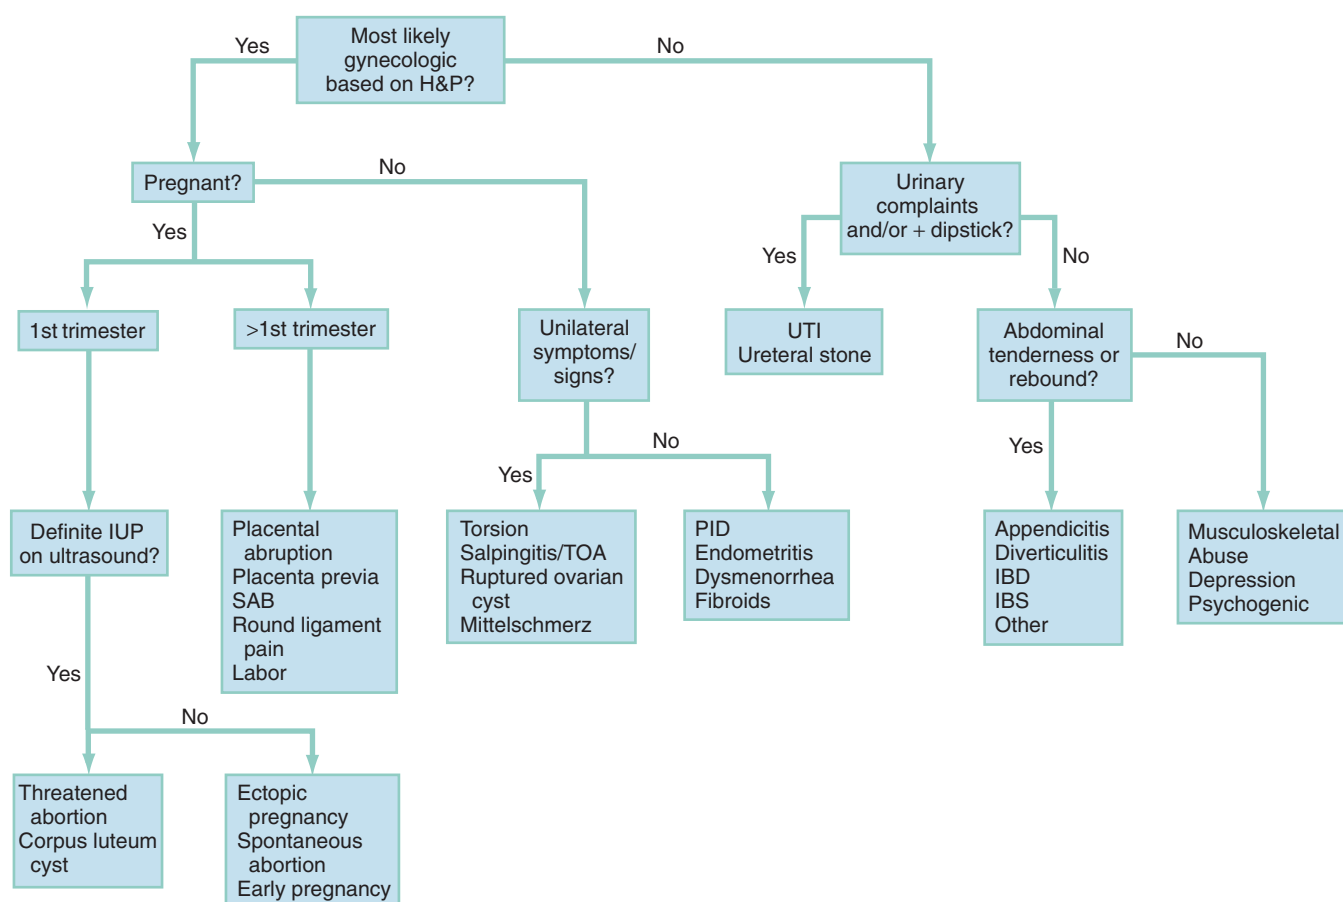 Most likely
gynecologic
based on H&P?
Yes
No
Pregnant?
No
Yes
Urinary
complaints
and/or + dipstick?
Yes
No
1st trimester
>1st trimester
Unilateral
symptoms/
signs?
UTI
Ureteral stone
Abdominal
tenderness or
rebound?
No
Yes
No
Yes
Definite IUP
on ultrasound?
Placental
abruption
Placenta previa
SAB
Round ligament
pain
Labor
Torsion
Salpingitis/TOA
Ruptured ovarian
cyst
Mittelschmerz
PID
Endometritis
Dysmenorrhea
Fibroids
Appendicitis
Diverticulitis
IBD
IBS
Other
Musculoskeletal
Abuse
Depression
Psychogenic
Yes
No
Threatened
abortion
Corpus luteum
cyst
Ectopic
pregnancy
Spontaneous
abortion
Early pregnancy